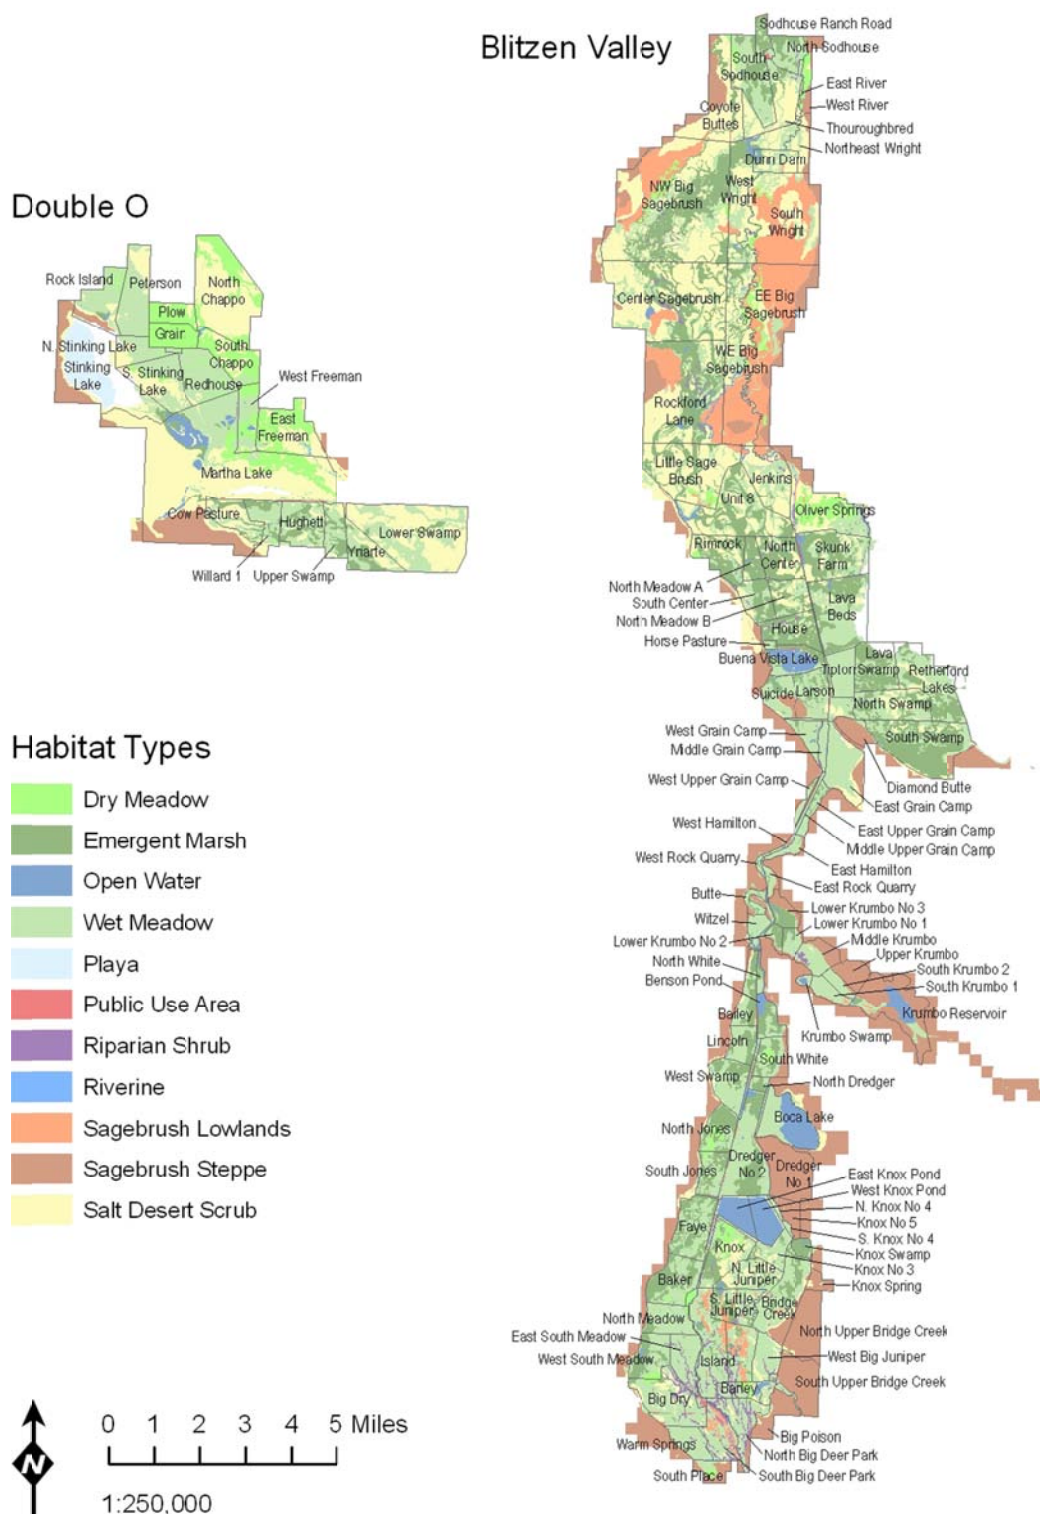 Blitzen Valley
Sodhouse Ranch Road
North Sodhouse
South
Sodhouse
East River
West River
Coyote
Buttes
Thouroughbred
Northeast Wright
Dunn Dam
West
Wright
NW Big
Sagebrush
South
Wright
Center Sagebrush
EE Big
Sagebrush
WE Big
Sagebrush
Rockford
Lane
Little Sage
Brush
Jenkins
Unit 8
Oliver Springs
Rimrock
North
Center
Skunk
Farm
North Meadow A
South Center
North Meadow B
Lava
Beds
House
Horse Pasture
Buena Vista Lake
Tipton
Lava
Swamp
Retherford
Lakes
Suicide
Larson
North Swamp
South Swamp
West Grain Camp
Middle Grain Camp
West Upper Grain Camp
Diamond Butte
East Grain Camp
West Hamilton
East Upper Grain Camp
Middle Upper Grain Camp
West Rock Quarry
East Hamilton
East Rock Quarry
Butte
Witzel
Lower Krumbo No 3
Lower Krumbo No 1
Lower Krumbo No 2
Middle Krumbo
Upper Krumbo
North White
South Krumbo 2
Benson Pond
South Krumbo 1
Krumbo Reservoir
Bailey
Krumbo Swamp
Lincoln
South White
West Swamp
North Dredger
Boca Lake
North Jones
Dredger
No 2
Dredger
No 1
South Jones
East Knox Pond
West Knox Pond
N. Knox No 4
Knox No 5
S. Knox No 4
Faye
Knox
Knox Swamp
Knox No 3
N. Little
Juniper
Baker
Knox Spring
S. Little
Juniper
Bridge
Creek
North Meadow
North Upper Bridge Creek
East South Meadow
West South Meadow
Island
West Big Juniper
South Upper Bridge Creek
Barley
Big Dry
Big Poison
Warm Springs
North Big Deer Park
South Place
South Big Deer Park
Double O
Rock Island
Peterson
North
Chappo
Plow
Grain
N. Stinking Lake
Stinking
Lake
S. Stinking
Lake
South
Chappo
Redhouse
West Freeman
East
Freeman
Martha Lake
Cow Pasture
Hughett
Lower Swamp
Yriarte
Willard 1
Upper Swamp
Habitat Types
Dry Meadow
Emergent Marsh
Open Water
Wet Meadow
Playa
Public Use Area
Riparian Shrub
Riverine
Sagebrush Lowlands
Sagebrush Steppe
Salt Desert Scrub
N
0 1 2 3 4 5 Miles
1:250,000